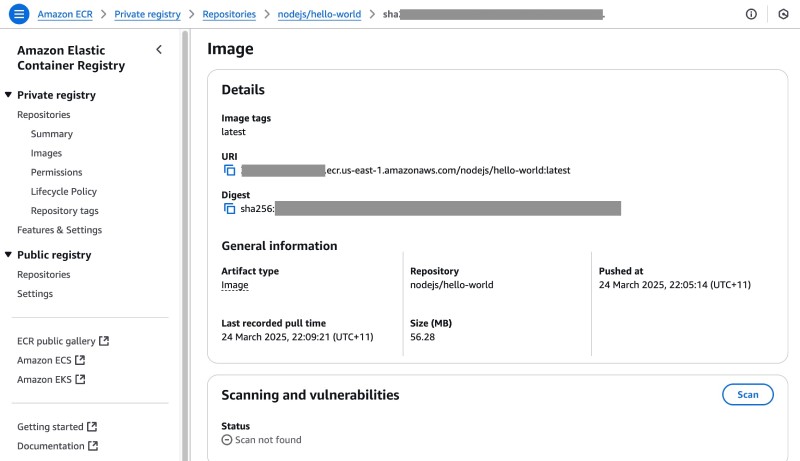 Amazon ECR > Private registry > Repositories > nodejs/hello-world > sha
Amazon Elastic
Container Registry
Private registry
Repositories
Summary
Images
Permissions
Lifecycle Policy
Repository tags
Features & Settings
Public registry
Repositories
Settings
ECR public gallery
Amazon ECS
Amazon EKS
Getting started
Documentation
Image
Details
Image tags
latest
URI
.ecr.us-east-1.amazonaws.com/nodejs/hello-world:latest
Digest
sha256:
General information
Artifact type
Image
Repository
nodejs/hello-world
Pushed at
24 March 2025, 22:05:14 (UTC+11)
Last recorded pull time
24 March 2025, 22:09:21 (UTC+11)
Size (MB)
56.28
Scanning and vulnerabilities
Scan
Status
Scan not found